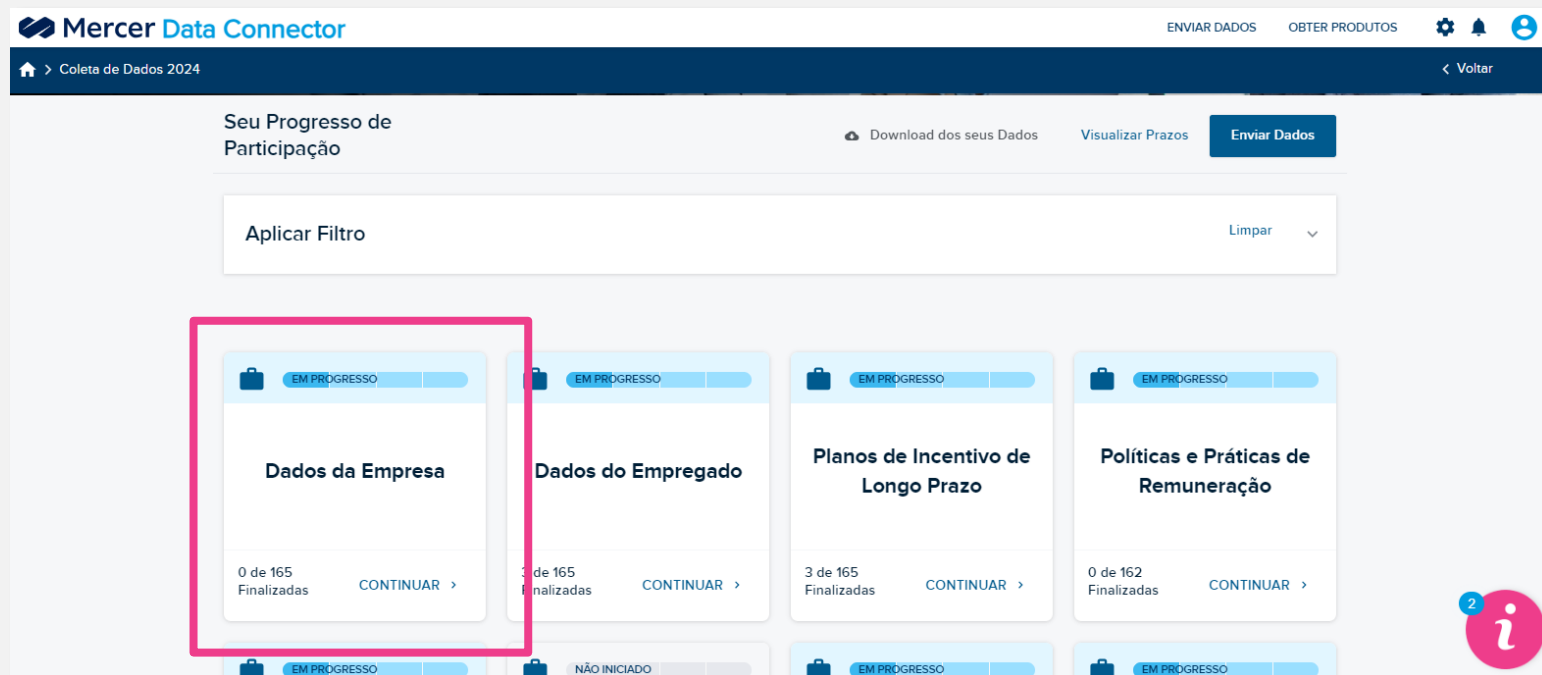 Mercer Data Connector
ENVIAR DADOS
OBTER PRODUTOS
> Coleta de Dados 2024
< Voltar
Seu Progresso de
Participação
Download dos seus Dados
Visualizar Prazos
Enviar Dados
Aplicar Filtro
Limpar
EM PROGRESSO
Dados da Empresa
0 de 165
Finalizadas
CONTINUAR >
EM PROGRESSO
Dados do Empregado
3 de 165
Finalizadas
CONTINUAR >
EM PROGRESSO
Planos de Incentivo de
Longo Prazo
3 de 165
Finalizadas
CONTINUAR >
EM PROGRESSO
Políticas e Práticas de
Remuneração
0 de 162
Finalizadas
CONTINUAR >
2
i
EM PROGRESSO
NÃO INICIADO
EM PROGRESSO
EM PROGRESSO